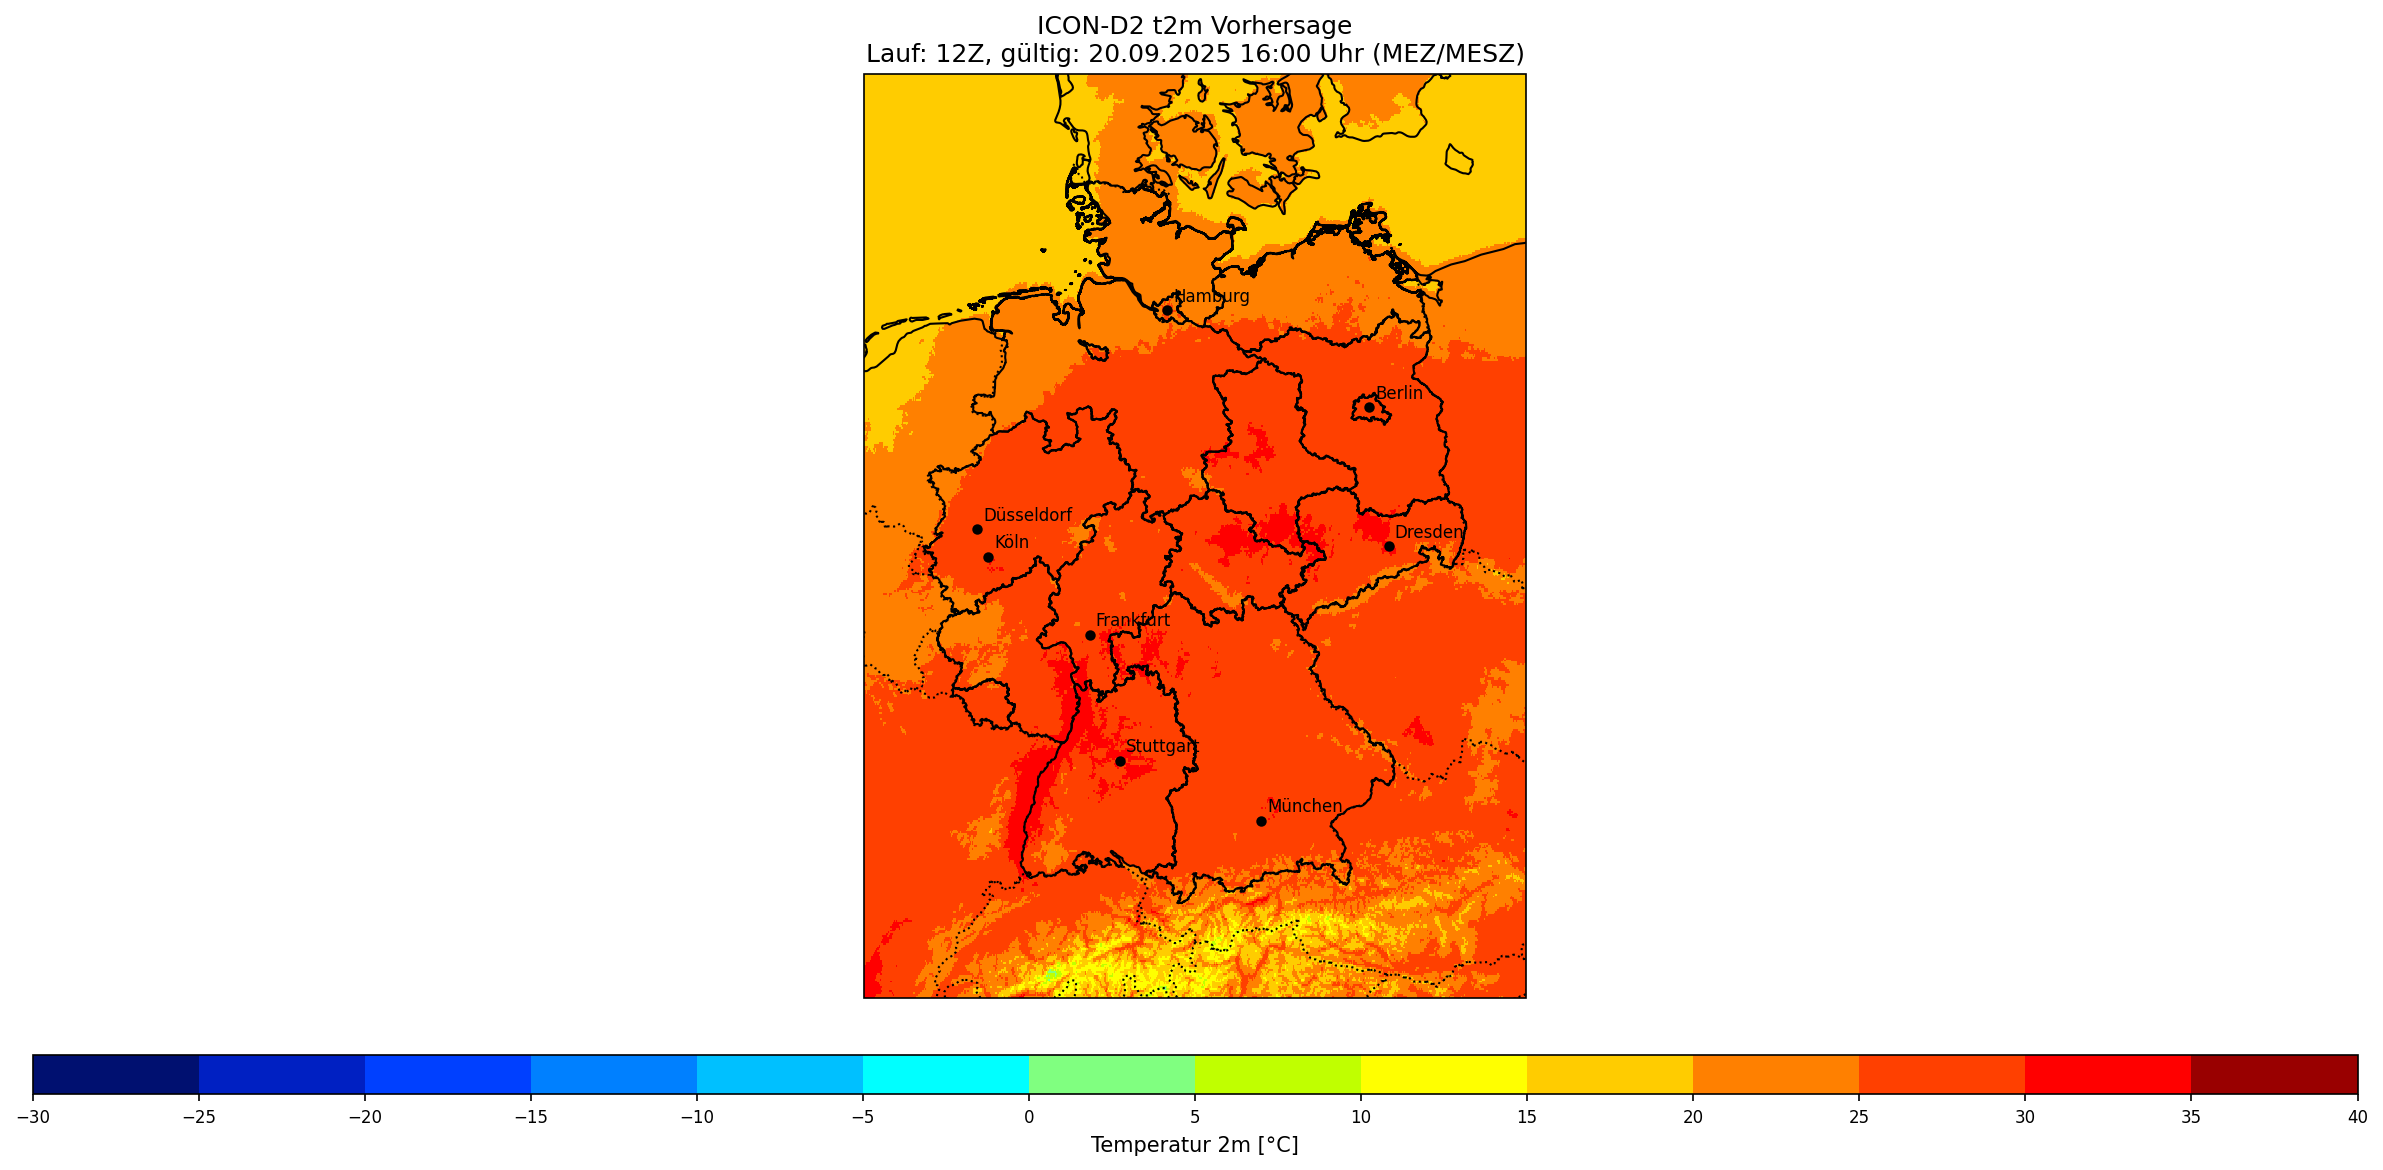 ICON-D2 t2m Vorhersage
Lauf: 12Z, gültig: 20.09.2025 16:00 Uhr (MEZ/MESZ)
Hamburg
Berlin
Düsseldorf
Dresden
Köln
Frankfurt
Stuttgart
München
−30 −25 −20 −15 −10 −5 0 5 10 15 20 25 30 35 40
Temperatur 2m [°C]